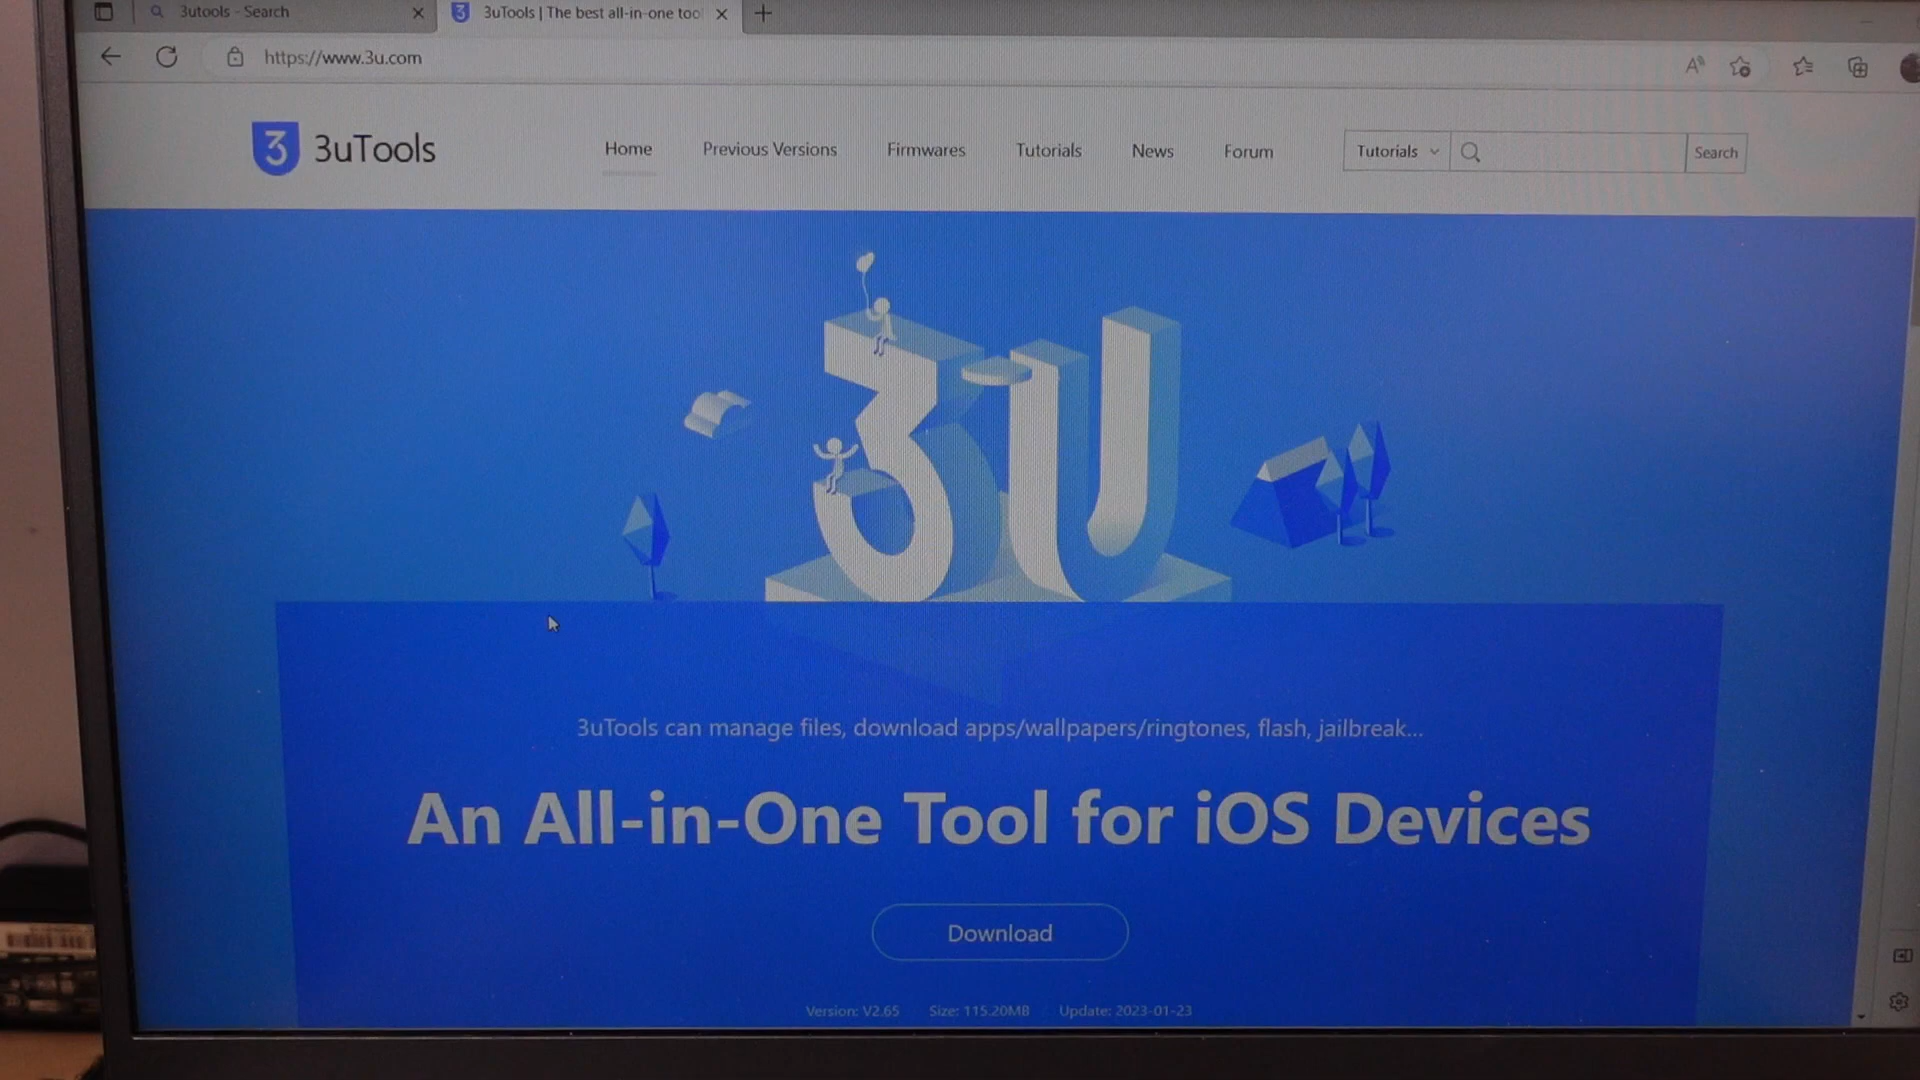 3utools - Search
3uTools | The best all-in-one tool
https://www.3u.com
3uTools
Home Previous Versions Firmwares Tutorials News Forum Tutorials Search
3U
3uTools can manage files, download apps/wallpapers/ringtones, flash, jailbreak...
An All-in-One Tool for iOS Devices
Download
Version: V2.65 Size: 115.20MB Update: 2023-01-23